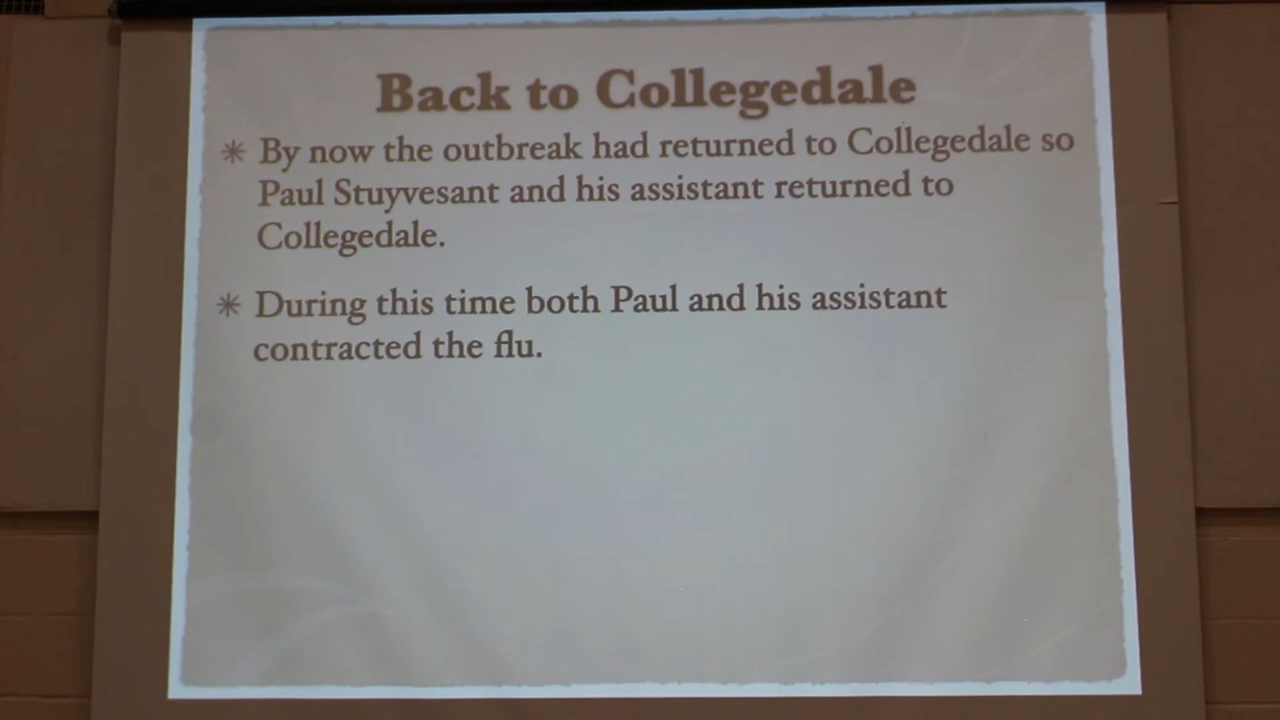 Back to Collegedale
✳ By now the outbreak had returned to Collegedale so
Paul Stuyvesant and his assistant returned to
Collegedale.
✳ During this time both Paul and his assistant
contracted the flu.